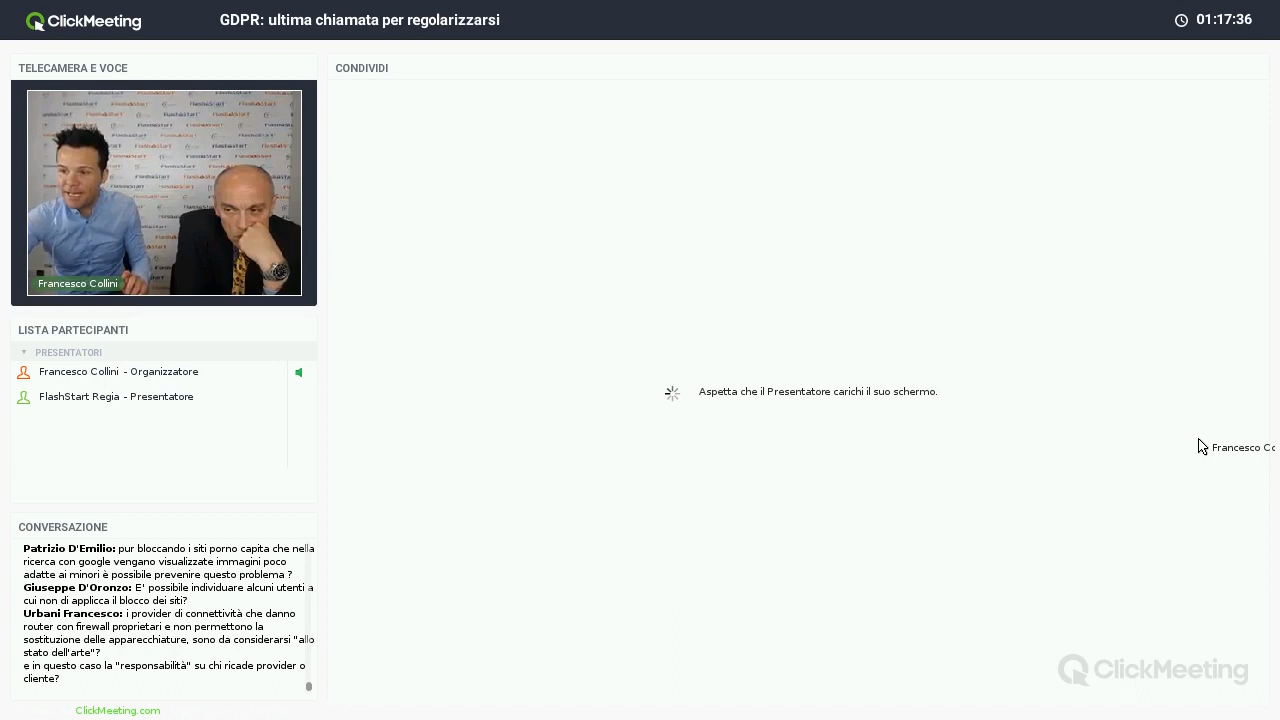 ClickMeeting
GDPR: ultima chiamata per regolarizzarsi
01:17:36
TELECAMERA E VOCE
CONDIVIDI
FlashStart
Francesco Collini
LISTA PARTECIPANTI
PRESENTATORI
Francesco Collini - Organizzatore
FlashStart Regia - Presentatore
Aspetta che il Presentatore carichi il suo schermo.
Francesco Co
CONVERSAZIONE
Patrizio D'Emilio: pur bloccando i siti porno capita che nella
ricerca con google vengano visualizzate immagini poco
adatte ai minori è possibile prevenire questo problema ?
Giuseppe D'Oronzo: E' possibile individuare alcuni utenti a
cui non di applicca il blocco dei siti?
Urbani Francesco: i provider di connettività che danno
router con firewall proprietari e non permettono la
sostituzione delle apparecchiature, sono da considerarsi "allo
stato dell'arte"?
e in questo caso la "responsabilità" su chi ricade provider o
cliente?
ClickMeeting
ClickMeeting.com